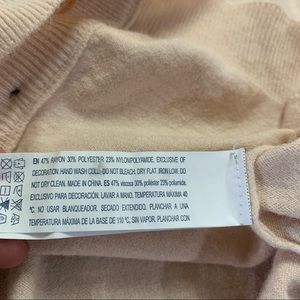 EN 47% RAYON 30% POLYESTER 23% NYLON/POLYAMIDE, EXCLUSIVE OF
DECORATION. HAND WASH COLD. DO NOT BLEACH. DRY FLAT. IRON LOW. DO
NOT DRY CLEAN. MADE IN CHINA. ES 47% viscosa 30% poliéster 23% poliamida,
EXCLUSIVO PARA DECORACIÓN. LAVAR A MANO, TEMPERATURA MÁXIMA 40
°C. NO USAR BLANQUEADOR. SECADO EXTENDIDO. PLANCHAR A UNA
TEMPERATURA MÁXIMA DE LA BASE DE 110 °C, SIN VAPOR. PLANCHAR CON